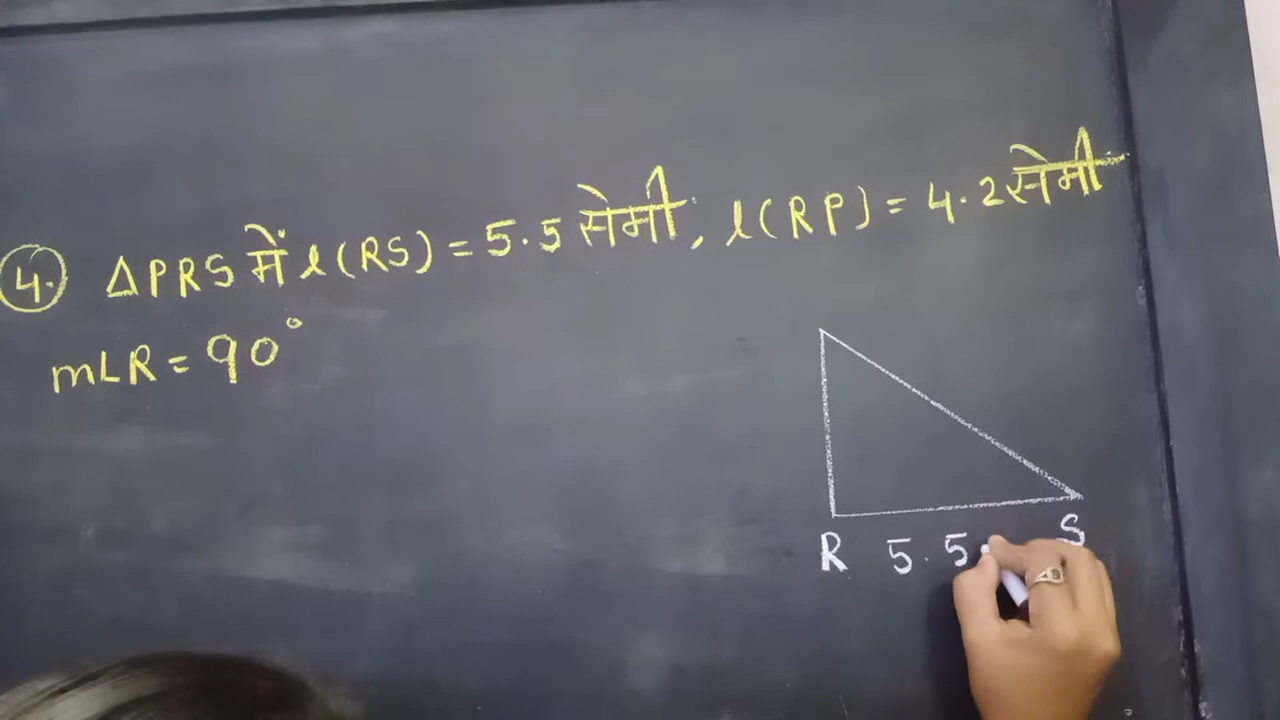 4. ΔPRS में l(RS) = 5.5 सेमी, l(RP) = 4.2 सेमी
m∠R = 90°
R 5.5 S